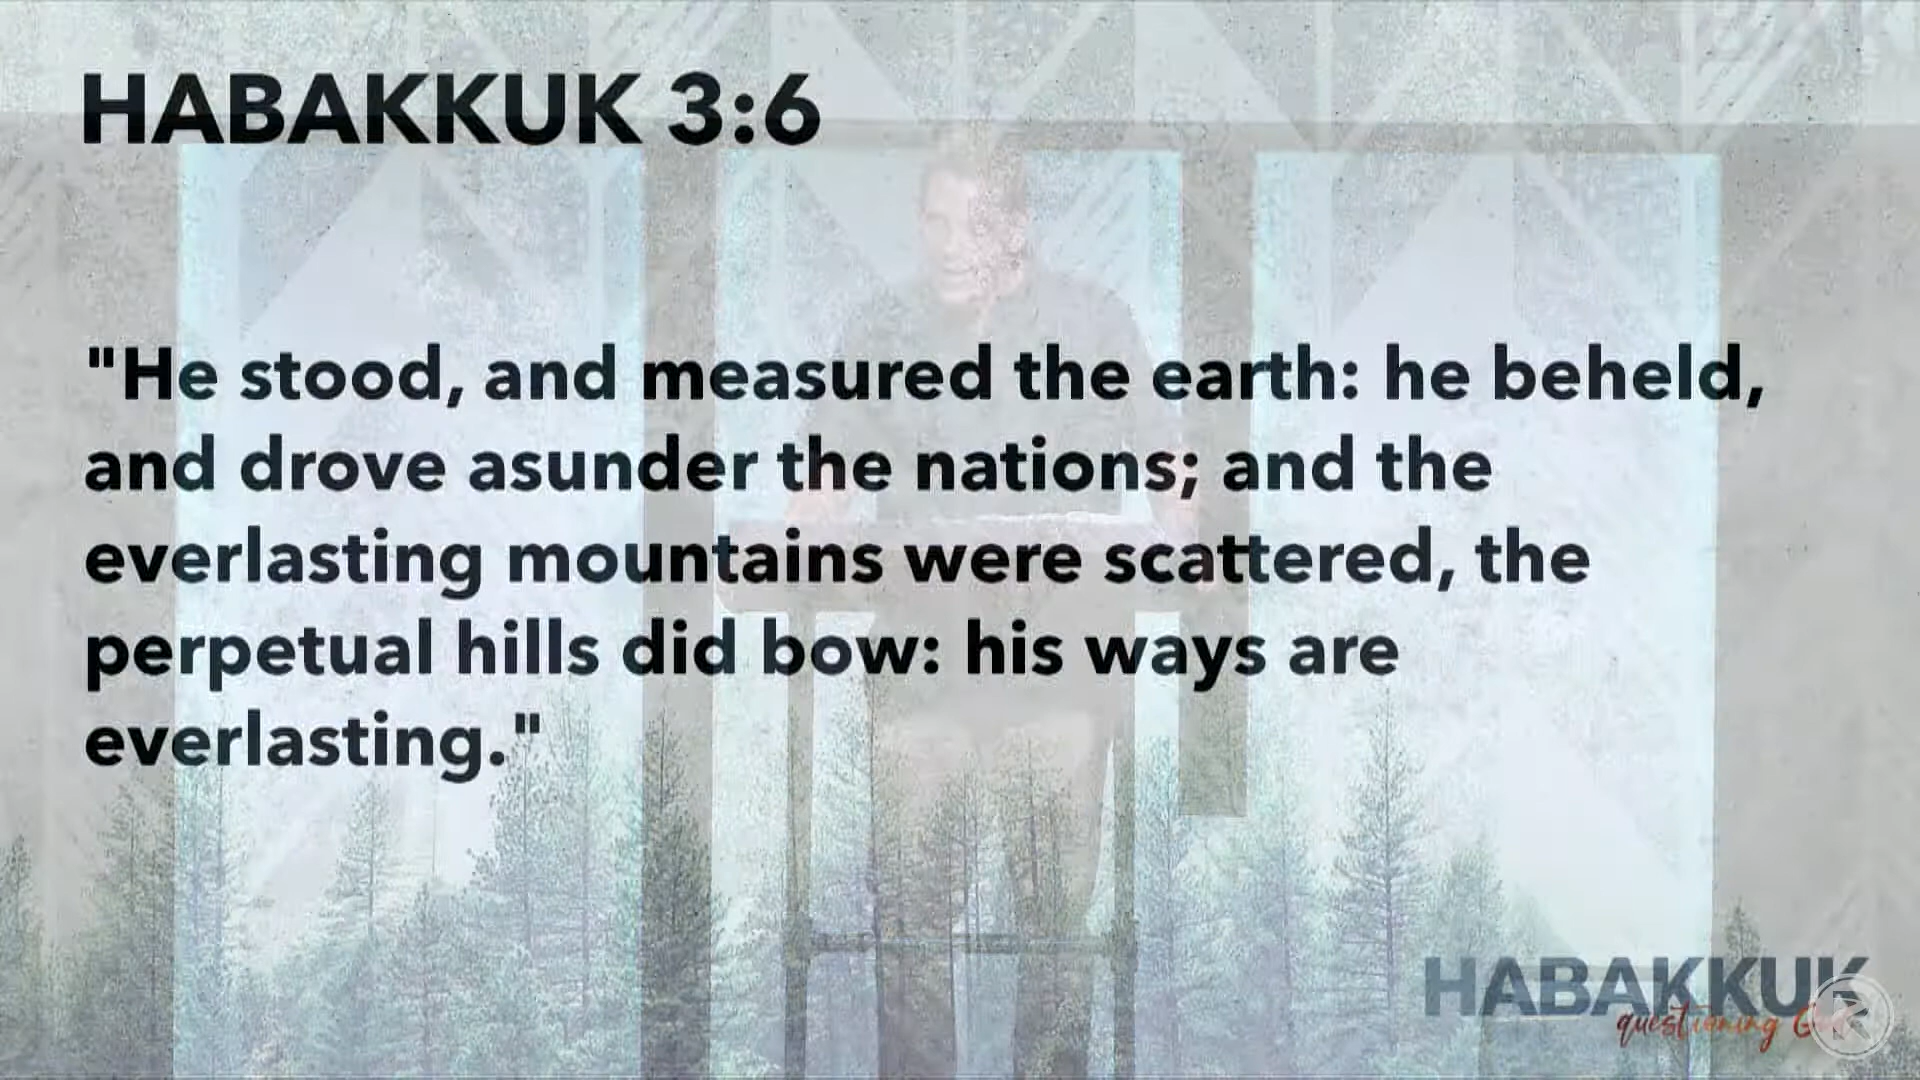 HABAKKUK 3:6
"He stood, and measured the earth: he beheld,
and drove asunder the nations; and the
everlasting mountains were scattered, the
perpetual hills did bow: his ways are
everlasting."
HABAKKUK
questioning